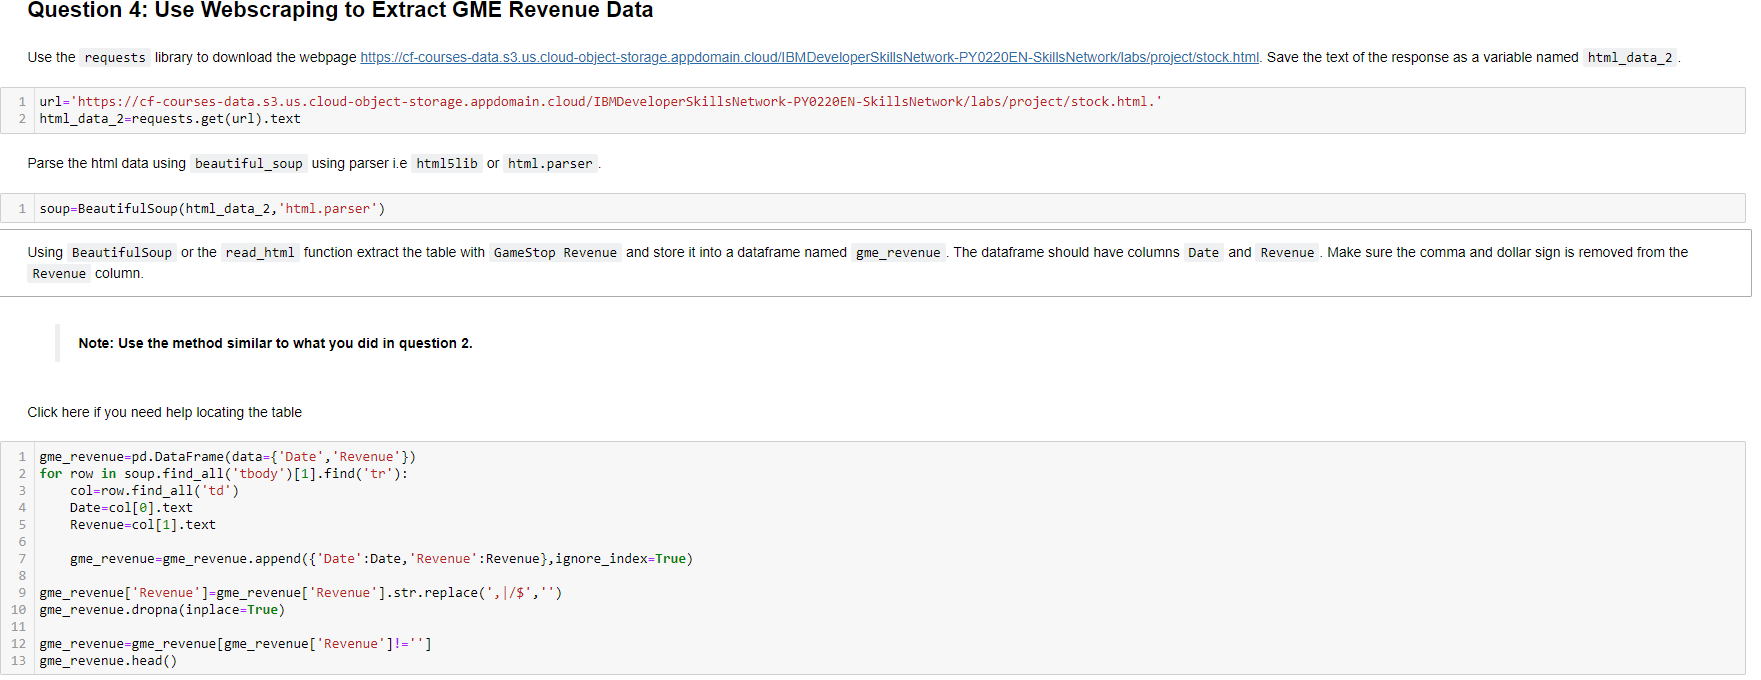 Question 4: Use Webscraping to Extract GME Revenue Data
Use the requests library to download the webpage https://cf-courses-data.s3.us.cloud-object-storage.appdomain.cloud/IBMDeveloperSkillsNetwork-PY0220EN-SkillsNetwork/labs/project/stock.html. Save the text of the response as a variable named html_data_2.
1 url='https://cf-courses-data.s3.us.cloud-object-storage.appdomain.cloud/IBMDeveloperSkillsNetwork-PY0220EN-SkillsNetwork/labs/project/stock.html.'
2 html_data_2=requests.get(url).text
Parse the html data using beautiful_soup using parser i.e html5lib or html.parser.
1 soup=BeautifulSoup(html_data_2,'html.parser')
Using BeautifulSoup or the read_html function extract the table with GameStop Revenue and store it into a dataframe named gme_revenue. The dataframe should have columns Date and Revenue. Make sure the comma and dollar sign is removed from the
Revenue column.
Note: Use the method similar to what you did in question 2.
Click here if you need help locating the table
1 gme_revenue=pd.DataFrame(data={'Date','Revenue'})
2 for row in soup.find_all('tbody')[1].find('tr'):
3     col=row.find_all('td')
4     Date=col[0].text
5     Revenue=col[1].text
6
7     gme_revenue=gme_revenue.append({'Date':Date,'Revenue':Revenue},ignore_index=True)
8
9 gme_revenue['Revenue']=gme_revenue['Revenue'].str.replace(',|/$','')
10 gme_revenue.dropna(inplace=True)
11
12 gme_revenue=gme_revenue[gme_revenue['Revenue']!='']
13 gme_revenue.head()